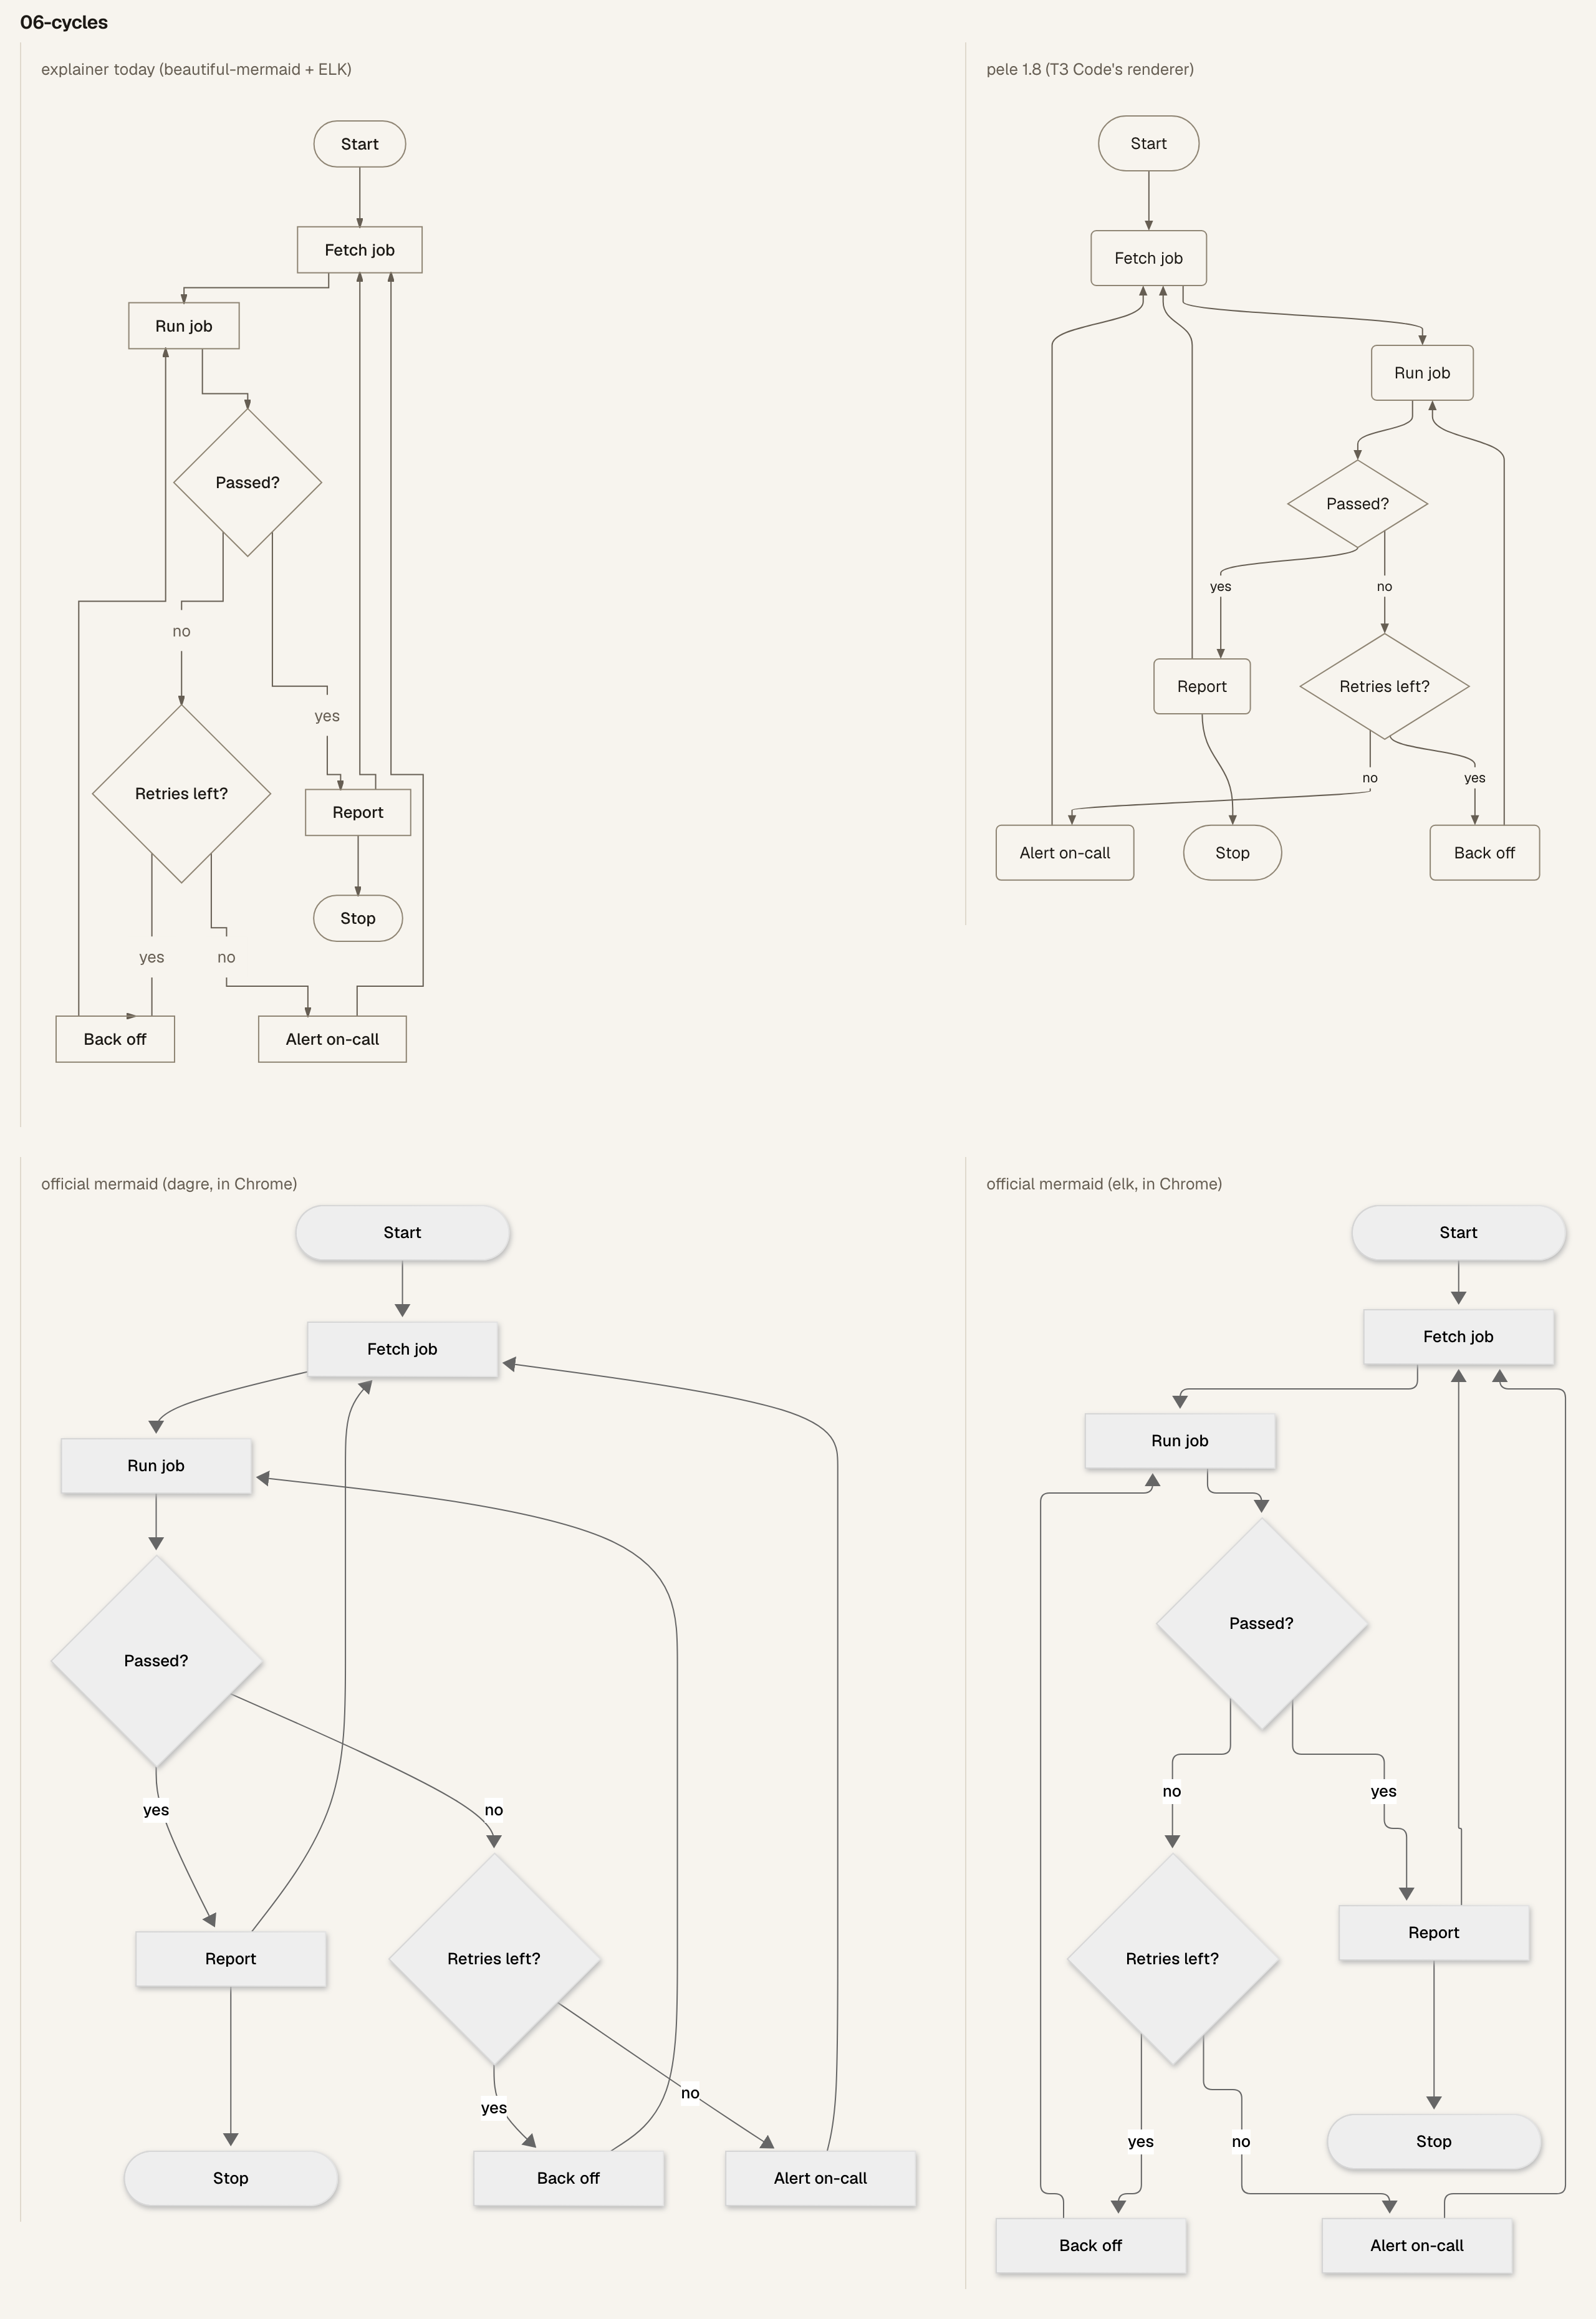 06-cycles
explainer today (beautiful-mermaid + ELK)
Start
Fetch job
Run job
Passed?
no
yes
Retries left?
Report
Stop
yes
no
Back off
Alert on-call
pele 1.8 (T3 Code's renderer)
Start
Fetch job
Run job
Passed?
yes
no
Report
Retries left?
no
yes
Alert on-call
Stop
Back off
official mermaid (dagre, in Chrome)
Start
Fetch job
Run job
Passed?
yes
no
Report
Retries left?
yes
no
Stop
Back off
Alert on-call
official mermaid (elk, in Chrome)
Start
Fetch job
Run job
Passed?
no
yes
Report
Retries left?
yes
no
Stop
Back off
Alert on-call